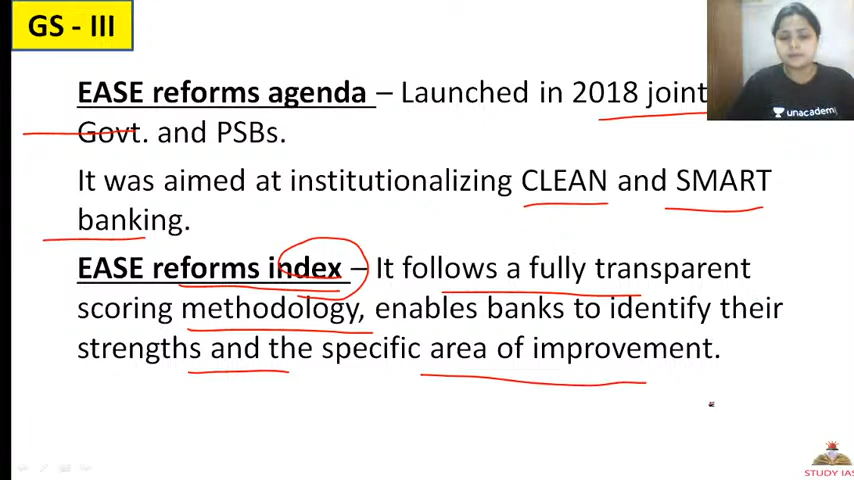 GS - III
EASE reforms agenda – Launched in 2018 joint
Govt. and PSBs.
It was aimed at institutionalizing CLEAN and SMART
banking.
EASE reforms index – It follows a fully transparent
scoring methodology, enables banks to identify their
strengths and the specific area of improvement.
unacademy
STUDY IAS